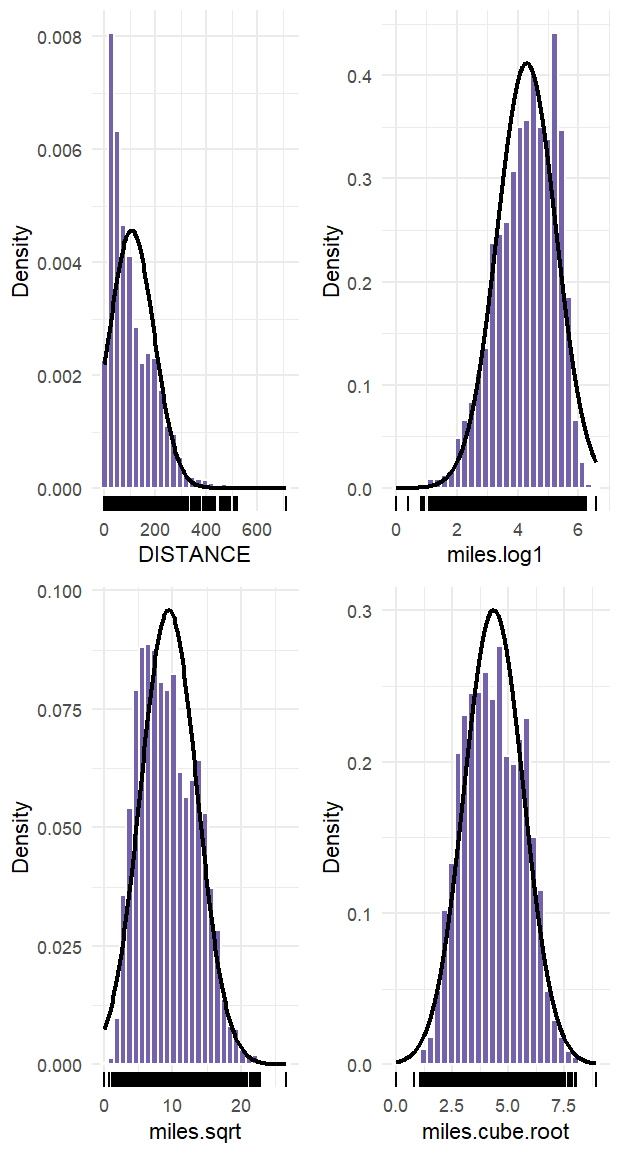 0.008
0.006
0.004
0.002
0.000
Density
0 200 400 600
DISTANCE
0.4
0.3
0.2
0.1
0.0
Density
0 2 4 6
miles.log1
0.100
0.075
0.050
0.025
0.000
Density
0 10 20
miles.sqrt
0.3
0.2
0.1
0.0
Density
0.0 2.5 5.0 7.5
miles.cube.root